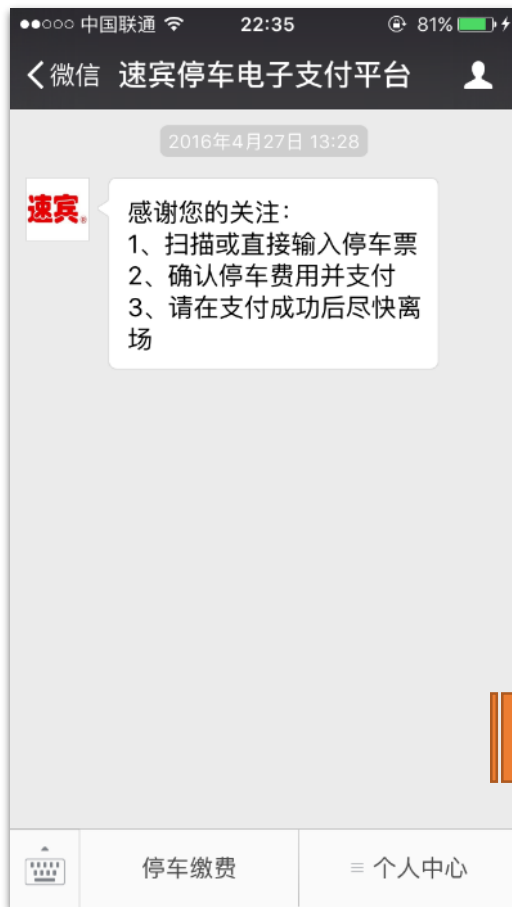 中国联通 22:35 81%
微信 速宾停车电子支付平台
2016年4月27日 13:28
速宾®
感谢您的关注：
1、扫描或直接输入停车票
2、确认停车费用并支付
3、请在支付成功后尽快离
场
停车缴费 个人中心